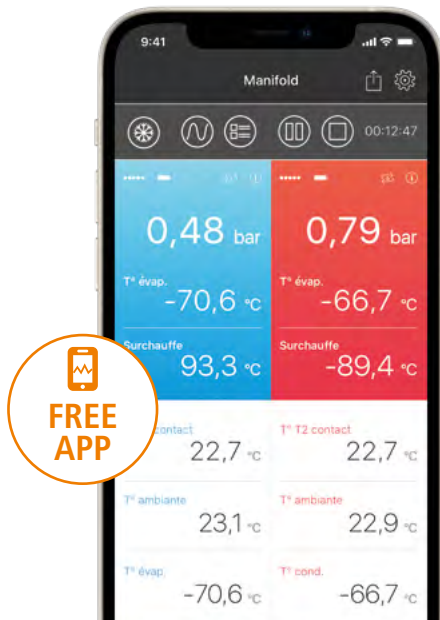 9:41
Manifold
00:12:47
0,48 bar
0,79 bar
T° évap.
-70,6 °C
T° évap.
-66,7 °C
Surchauffe
93,3 °C
Surchauffe
-89,4 °C
contact
22,7 °C
T° T2 contact
22,7 °C
T° ambiante
23,1 °C
T° ambiante
22,9 °C
T° évap.
-70,6 °C
T° cond.
-66,7 °C
FREE
APP